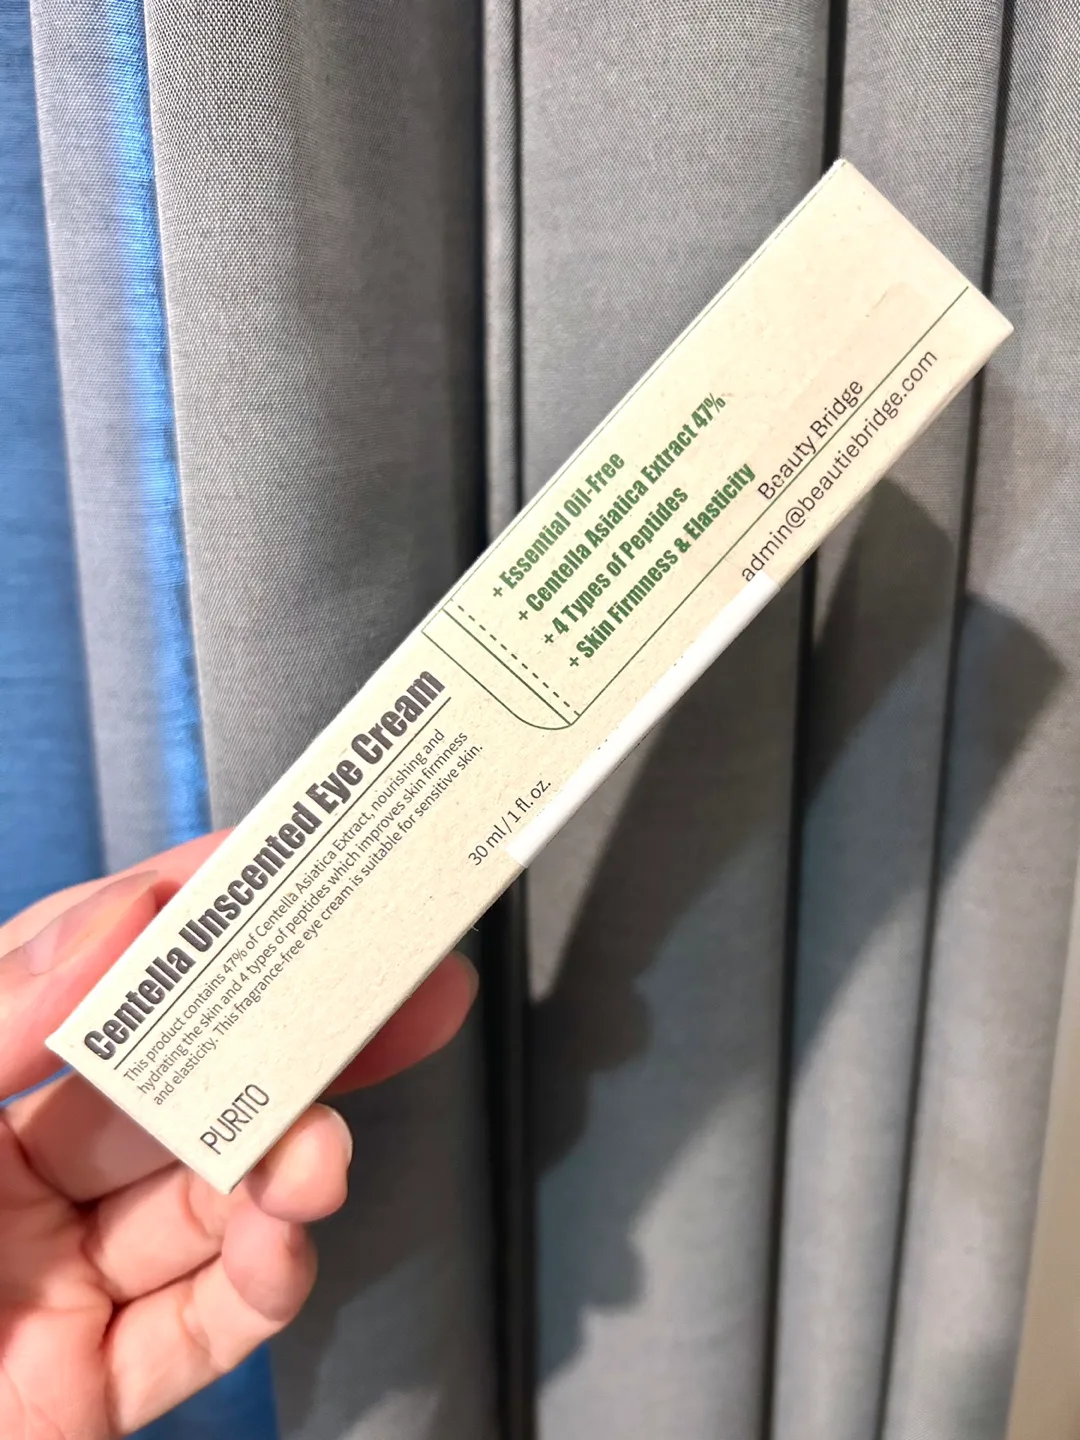 Centella Unscented Eye Cream
This product contains 47% of Centella Asiatica Extract, nourishing and
hydrating the skin and 4 types of peptides which improves skin firmness
and elasticity. This fragrance-free eye cream is suitable for sensitive skin.
PURITO
30 ml / 1 fl. oz.
+ Essential Oil-Free
+ Centella Asiatica Extract 47%
+ 4 Types of Peptides
+ Skin Firmness & Elasticity
Beauty Bridge
admin@beautiebridge.com